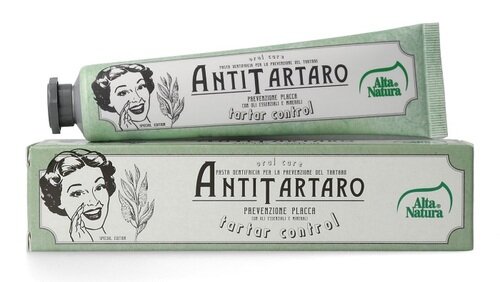 oral care
PASTA DENTIFRICIA PER LA PREVENZIONE DEL TARTARO
ANTITARTARO
PREVENZIONE PLACCA
CON OLI ESSENZIALI E MINERALI
tartar control
SPECIAL EDITION
Alta
Natura®
oral care
PASTA DENTIFRICIA PER LA PREVENZIONE DEL TARTARO
ANTITARTARO
PREVENZIONE PLACCA
CON OLI ESSENZIALI E MINERALI
tartar control
SPECIAL EDITION
Alta
Natura®